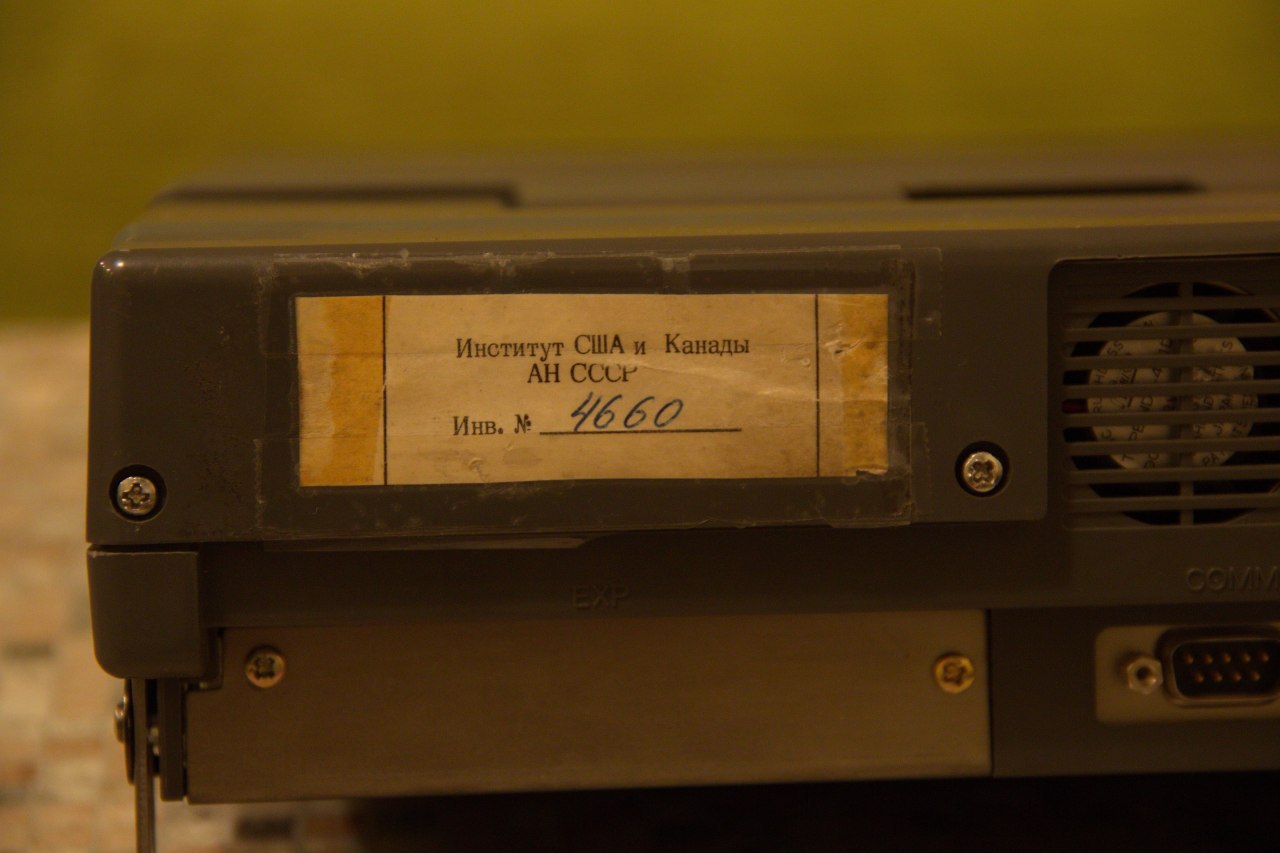 Институт США и Канады
АН СССР
Инв. № 4660
EXP
COMM